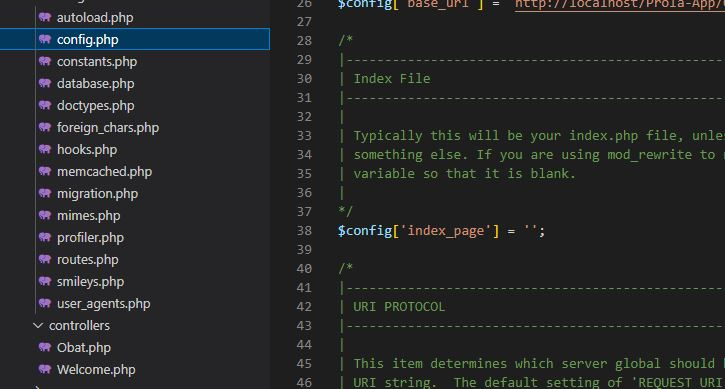 autoload.php
config.php
constants.php
database.php
doctypes.php
foreign_chars.php
hooks.php
memcached.php
migration.php
mimes.php
profiler.php
routes.php
smileys.php
user_agents.php
controllers
Obat.php
Welcome.php
26 $config['base_url'] = 'http://localhost/Prola-App/
27
28 /*
29 |---------------------------------------------------
30 | Index File
31 |---------------------------------------------------
32 |
33 | Typically this will be your index.php file, unle
34 | something else. If you are using mod_rewrite to
35 | variable so that it is blank.
36 |
37 */
38 $config['index_page'] = '';
39
40 /*
41 |---------------------------------------------------
42 | URI PROTOCOL
43 |---------------------------------------------------
44 |
45 | This item determines which server global should
46 | URI string.  The default setting of 'REQUEST_URI